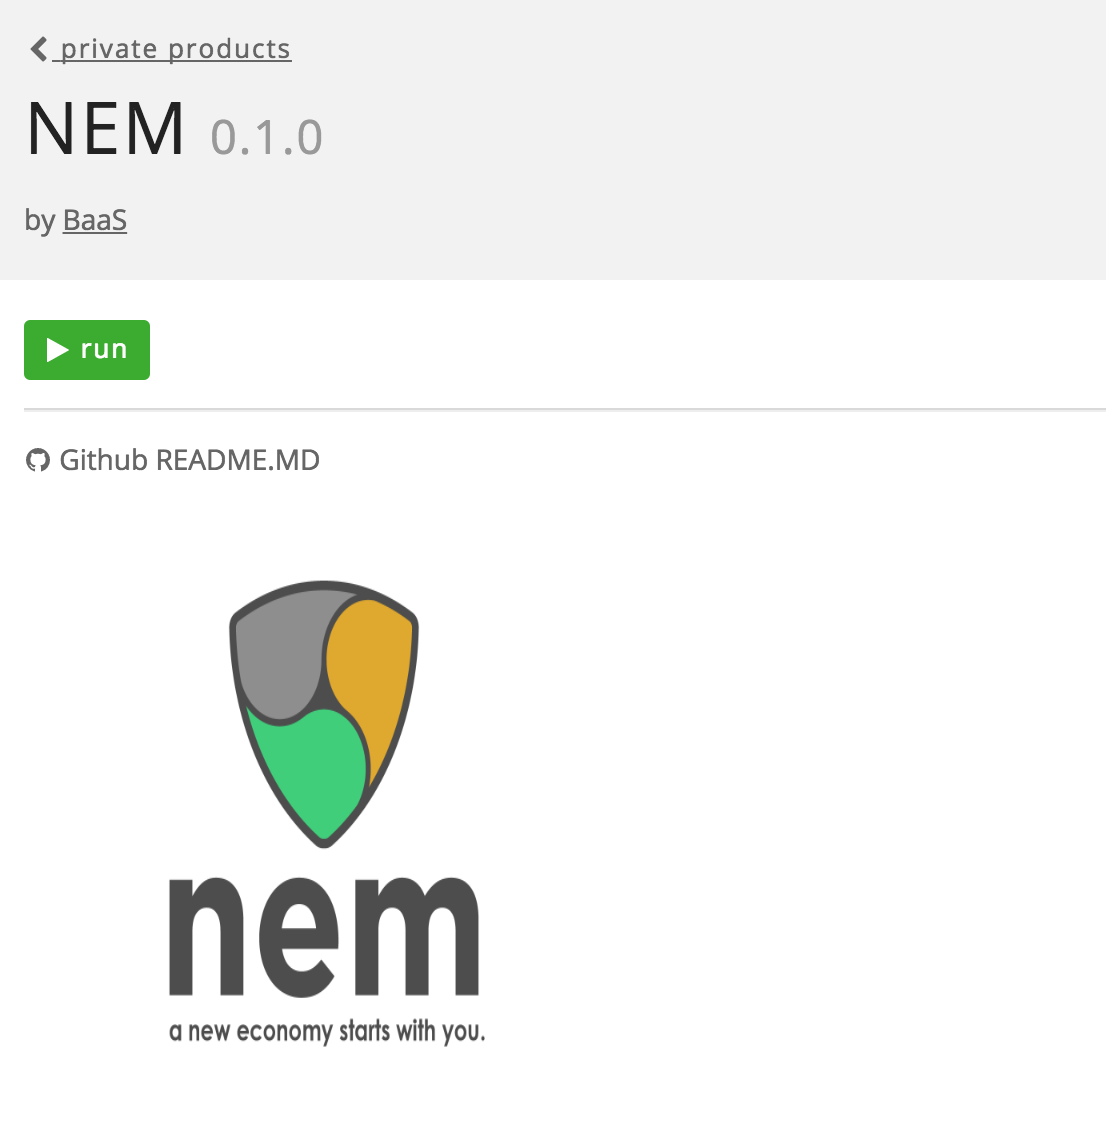 private products
NEM 0.1.0
by BaaS
run
Github README.MD
nem
a new economy starts with you.